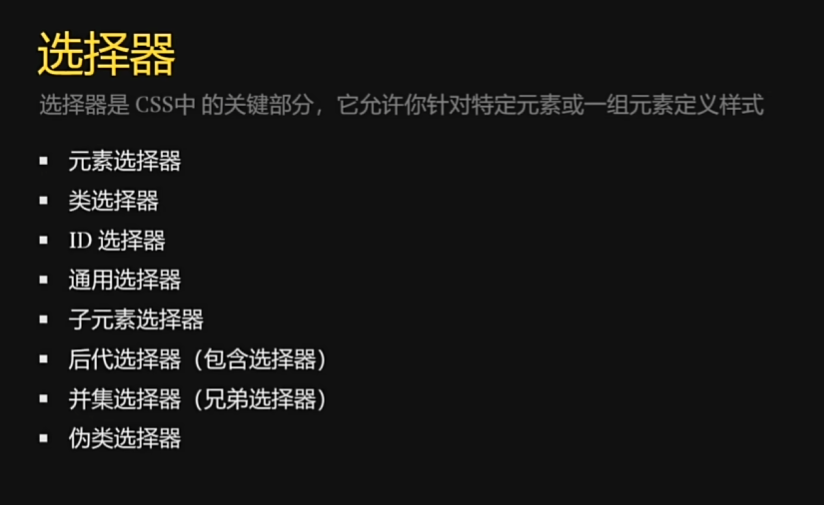 选择器
选择器是 CSS中 的关键部分，它允许你针对特定元素或一组元素定义样式
▪ 元素选择器
▪ 类选择器
▪ ID 选择器
▪ 通用选择器
▪ 子元素选择器
▪ 后代选择器（包含选择器）
▪ 并集选择器（兄弟选择器）
▪ 伪类选择器